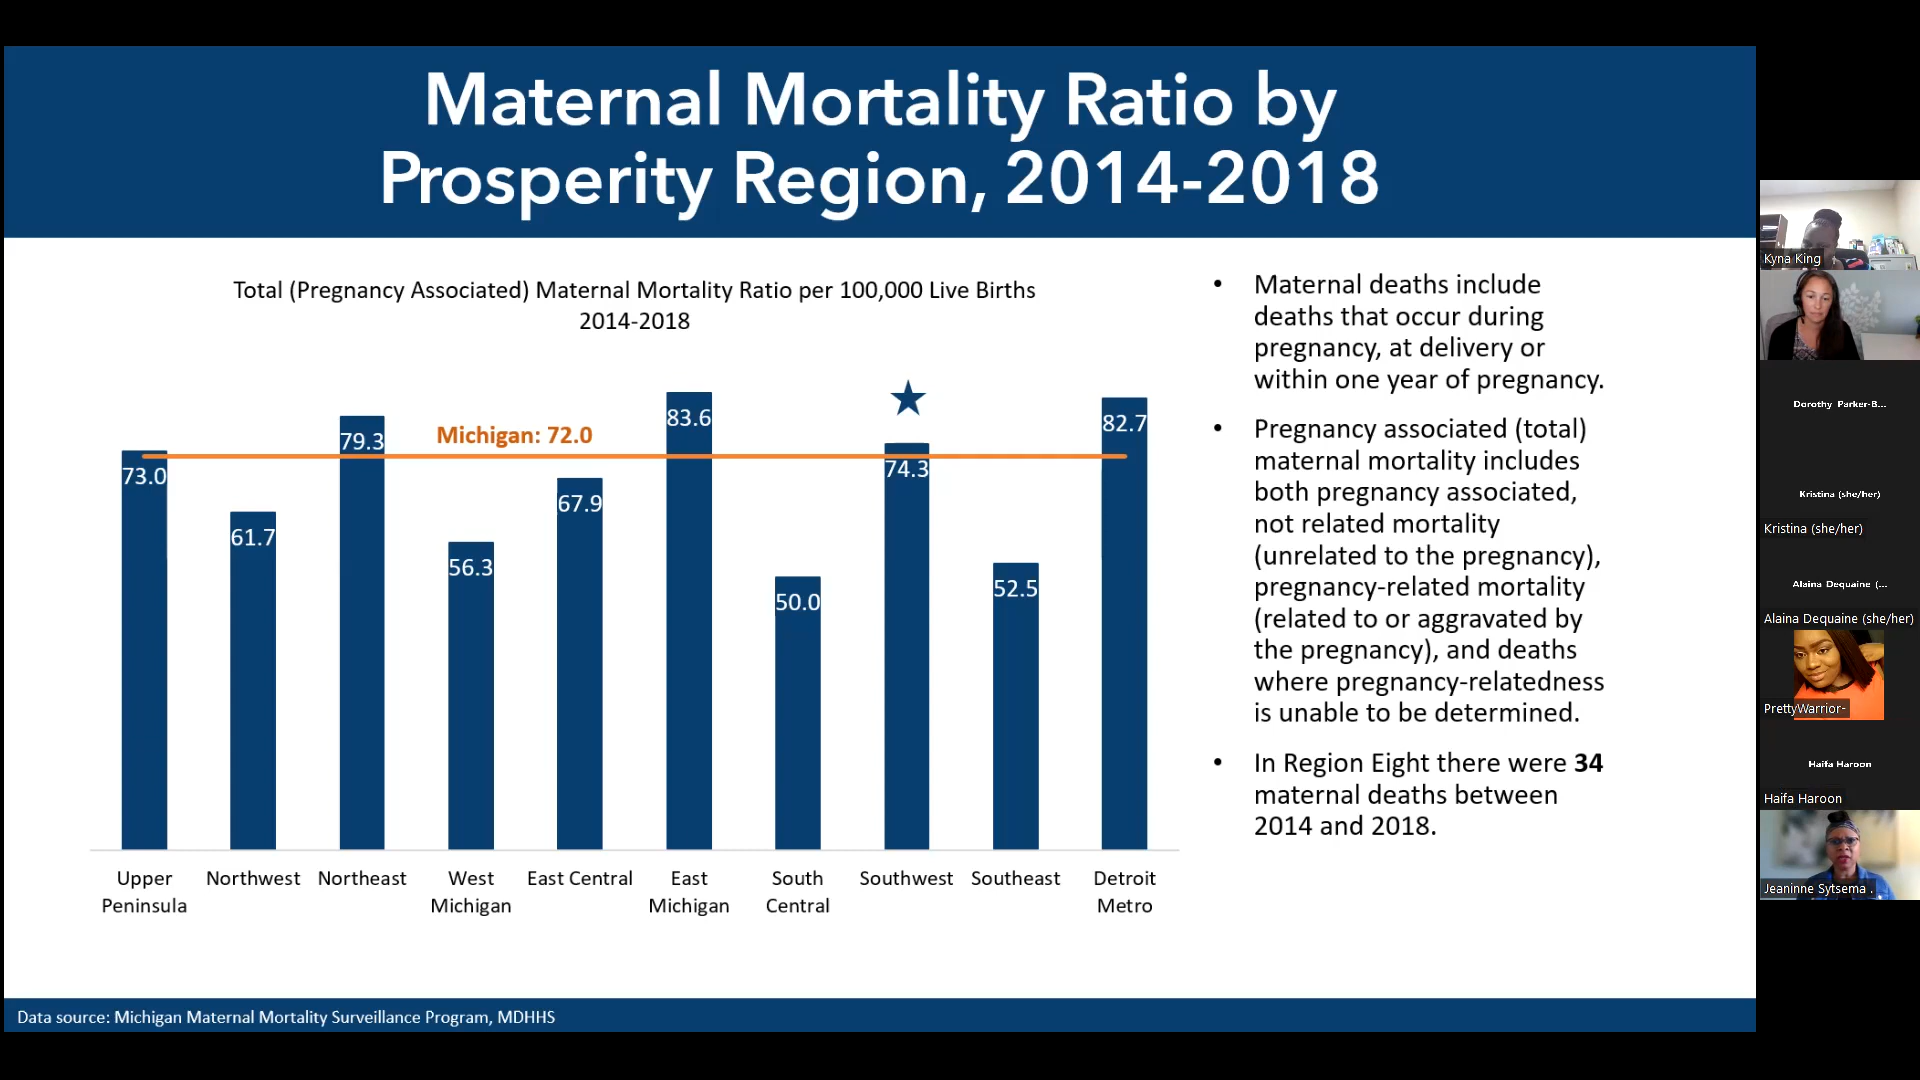 Maternal Mortality Ratio by
Prosperity Region, 2014-2018
Total (Pregnancy Associated) Maternal Mortality Ratio per 100,000 Live Births
2014-2018
Michigan: 72.0
73.0
61.7
79.3
56.3
67.9
83.6
50.0
74.3
52.5
82.7
Upper
Peninsula
Northwest
Northeast
West
Michigan
East Central
East
Michigan
South
Central
Southwest
Southeast
Detroit
Metro
• Maternal deaths include
deaths that occur during
pregnancy, at delivery or
within one year of pregnancy.
• Pregnancy associated (total)
maternal mortality includes
both pregnancy associated,
not related mortality
(unrelated to the pregnancy),
pregnancy-related mortality
(related to or aggravated by
the pregnancy), and deaths
where pregnancy-relatedness
is unable to be determined.
• In Region Eight there were 34
maternal deaths between
2014 and 2018.
Data source: Michigan Maternal Mortality Surveillance Program, MDHHS
Kyna King
Dorothy Parker-B...
Kristina (she/her)
Kristina (she/her)
Alaina Dequaine (...
Alaina Dequaine (she/her)
PrettyWarrior-
Haifa Haroon
Haifa Haroon
Jeaninne Sytsema .